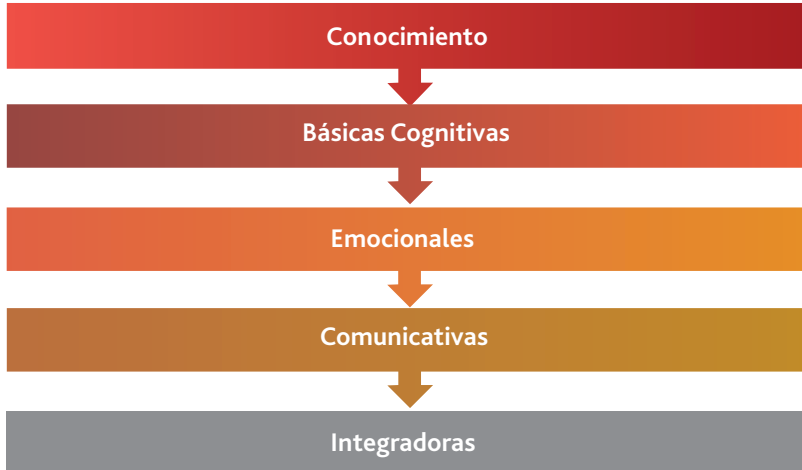 Conocimiento
Básicas Cognitivas
Emocionales
Comunicativas
Integradoras